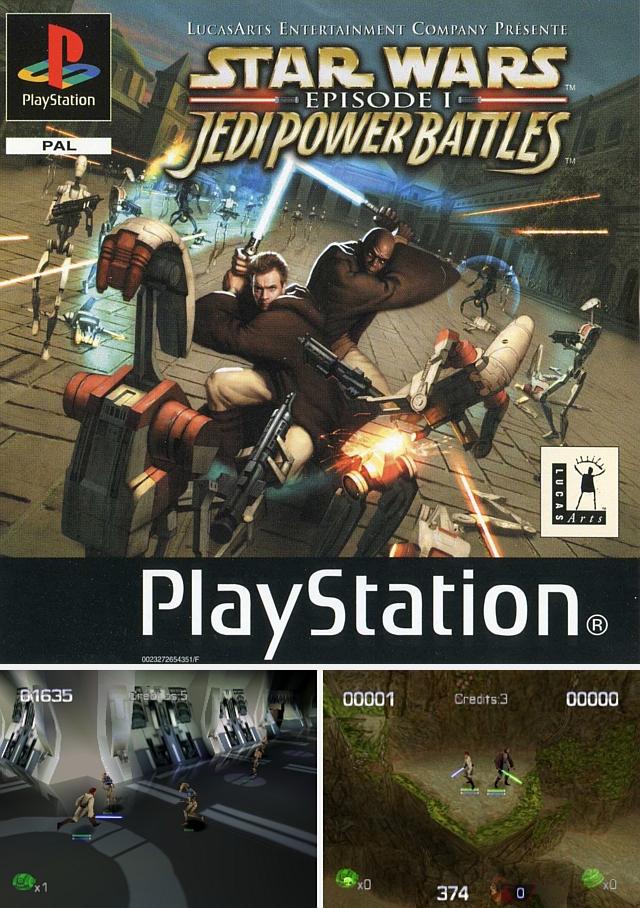 LucasArts Entertainment Company Présente
STAR WARS ™
EPISODE I
JEDI POWER BATTLES ™
PlayStation
PAL
LUCAS
Arts
PlayStation®
0023272654351/F
01635
Credits:5
x1
00001
Credits:3
00000
x0
374
0
x0